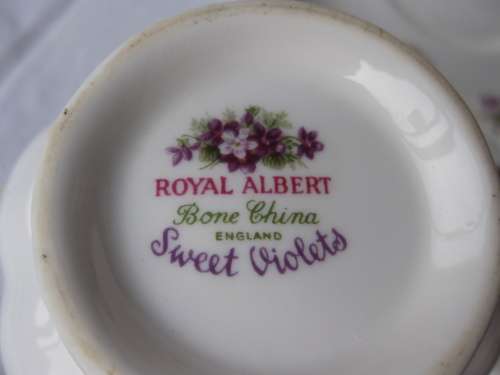 ROYAL ALBERT
Bone China
ENGLAND
Sweet Violets